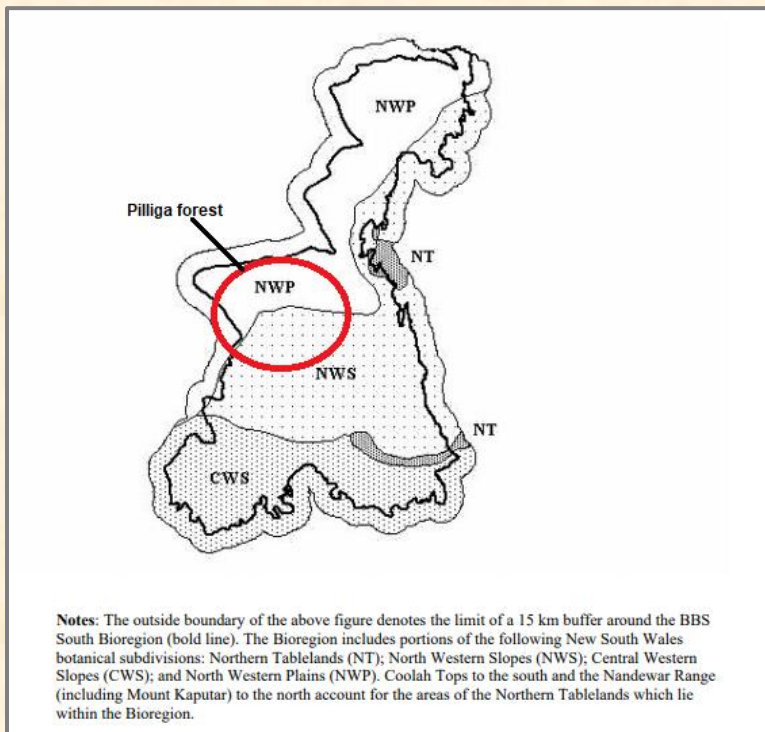 NWP
Pilliga forest
NT
NWP
NWS
NT
CWS
Notes: The outside boundary of the above figure denotes the limit of a 15 km buffer around the BBS
South Bioregion (bold line). The Bioregion includes portions of the following New South Wales
botanical subdivisions: Northern Tablelands (NT); North Western Slopes (NWS); Central Western
Slopes (CWS); and North Western Plains (NWP). Coolah Tops to the south and the Nandewar Range
(including Mount Kaputar) to the north account for the areas of the Northern Tablelands which lie
within the Bioregion.